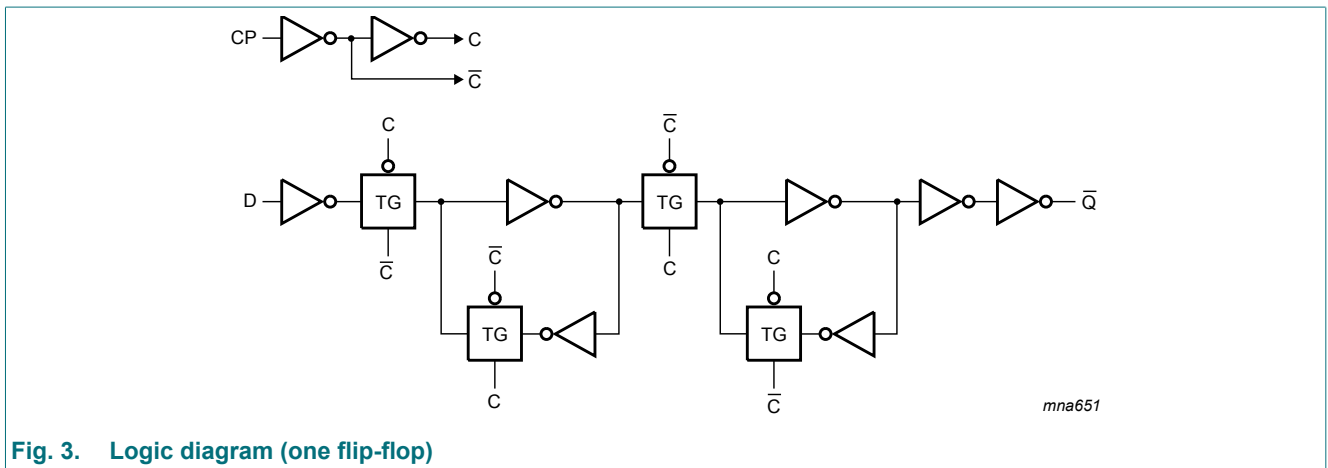 CP
C
C̅
C
C̅
D
TG
TG
Q̅
C̅
C̅
C
C
TG
TG
C
C̅
mna651
Fig. 3. Logic diagram (one flip-flop)